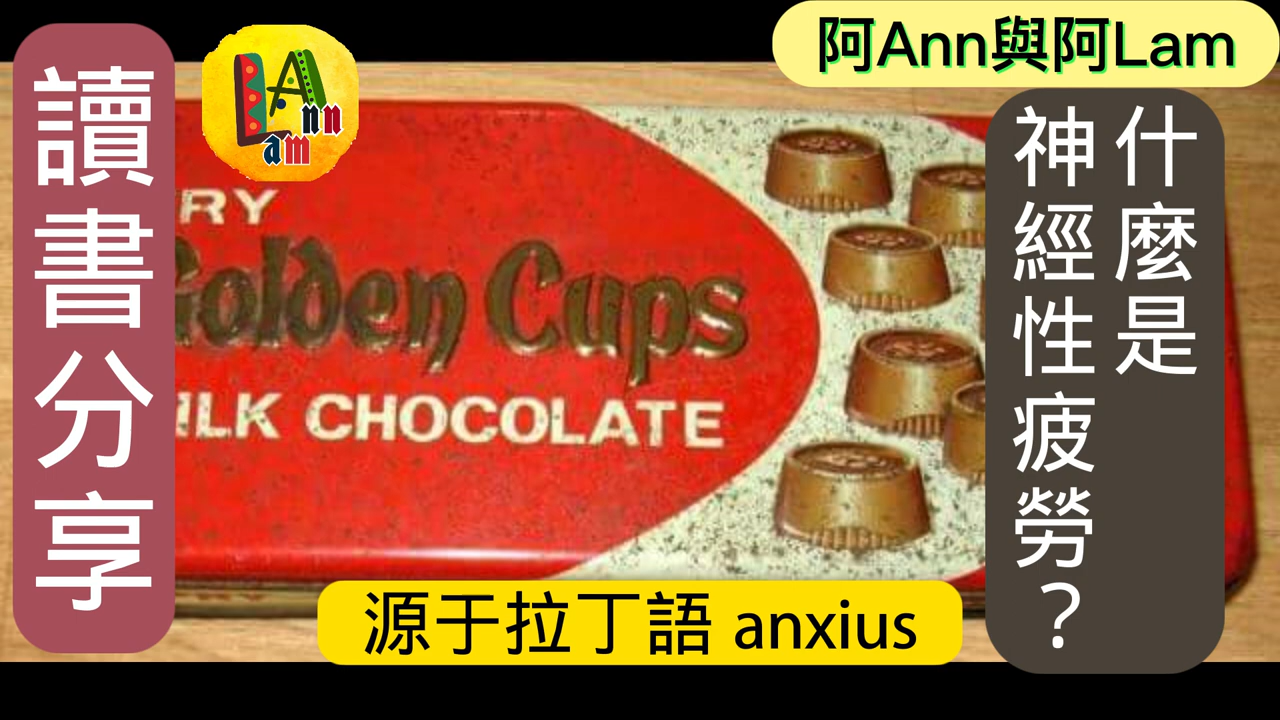 讀書分享
LAnn
am
阿Ann與阿Lam
什麼是
神經性疲勞？
RY
Golden Cups
MILK CHOCOLATE
源于拉丁語 anxius